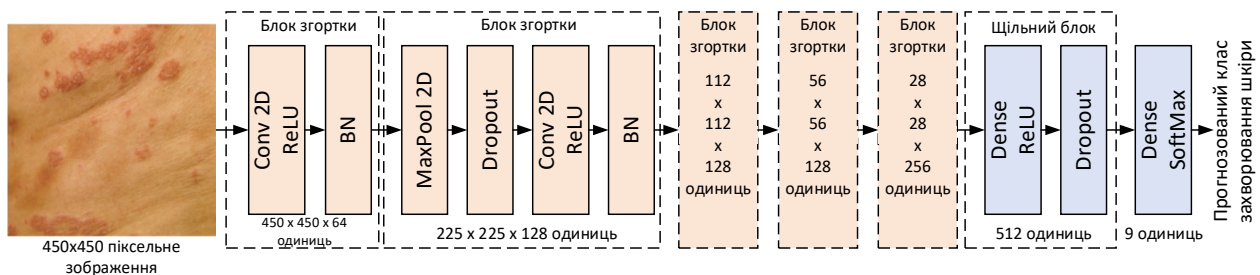 450x450 піксельне
зображення
Блок згортки
Conv 2D
ReLU
BN
450 x 450 x 64
одиниць
Блок згортки
MaxPool 2D
Dropout
Conv 2D
ReLU
BN
225 x 225 x 128 одиниць
Блок
згортки
112
x
112
x
128
одиниць
Блок
згортки
56
x
56
x
128
одиниць
Блок
згортки
28
x
28
x
256
одиниць
Щільний блок
Dense
ReLU
Dropout
512 одиниць
Dense
SoftMax
9 одиниць
Прогнозований клас
захворювання шкіри